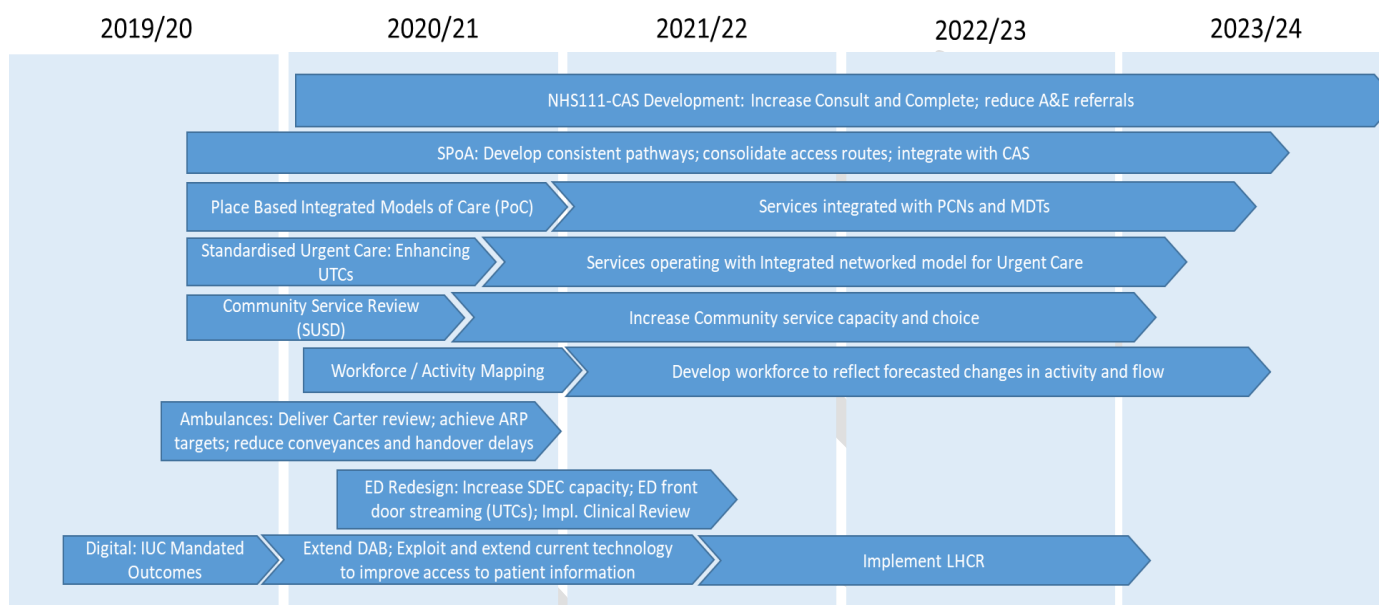 2019/20 2020/21 2021/22 2022/23 2023/24
NHS111-CAS Development: Increase Consult and Complete; reduce A&E referrals
SPoA: Develop consistent pathways; consolidate access routes; integrate with CAS
Place Based Integrated Models of Care (PoC)
Services integrated with PCNs and MDTs
Standardised Urgent Care: Enhancing
UTCs
Services operating with Integrated networked model for Urgent Care
Community Service Review
(SUSD)
Increase Community service capacity and choice
Workforce / Activity Mapping
Develop workforce to reflect forecasted changes in activity and flow
Ambulances: Deliver Carter review; achieve ARP
targets; reduce conveyances and handover delays
ED Redesign: Increase SDEC capacity; ED front
door streaming (UTCs); Impl. Clinical Review
Digital: IUC Mandated
Outcomes
Extend DAB; Exploit and extend current technology
to improve access to patient information
Implement LHCR